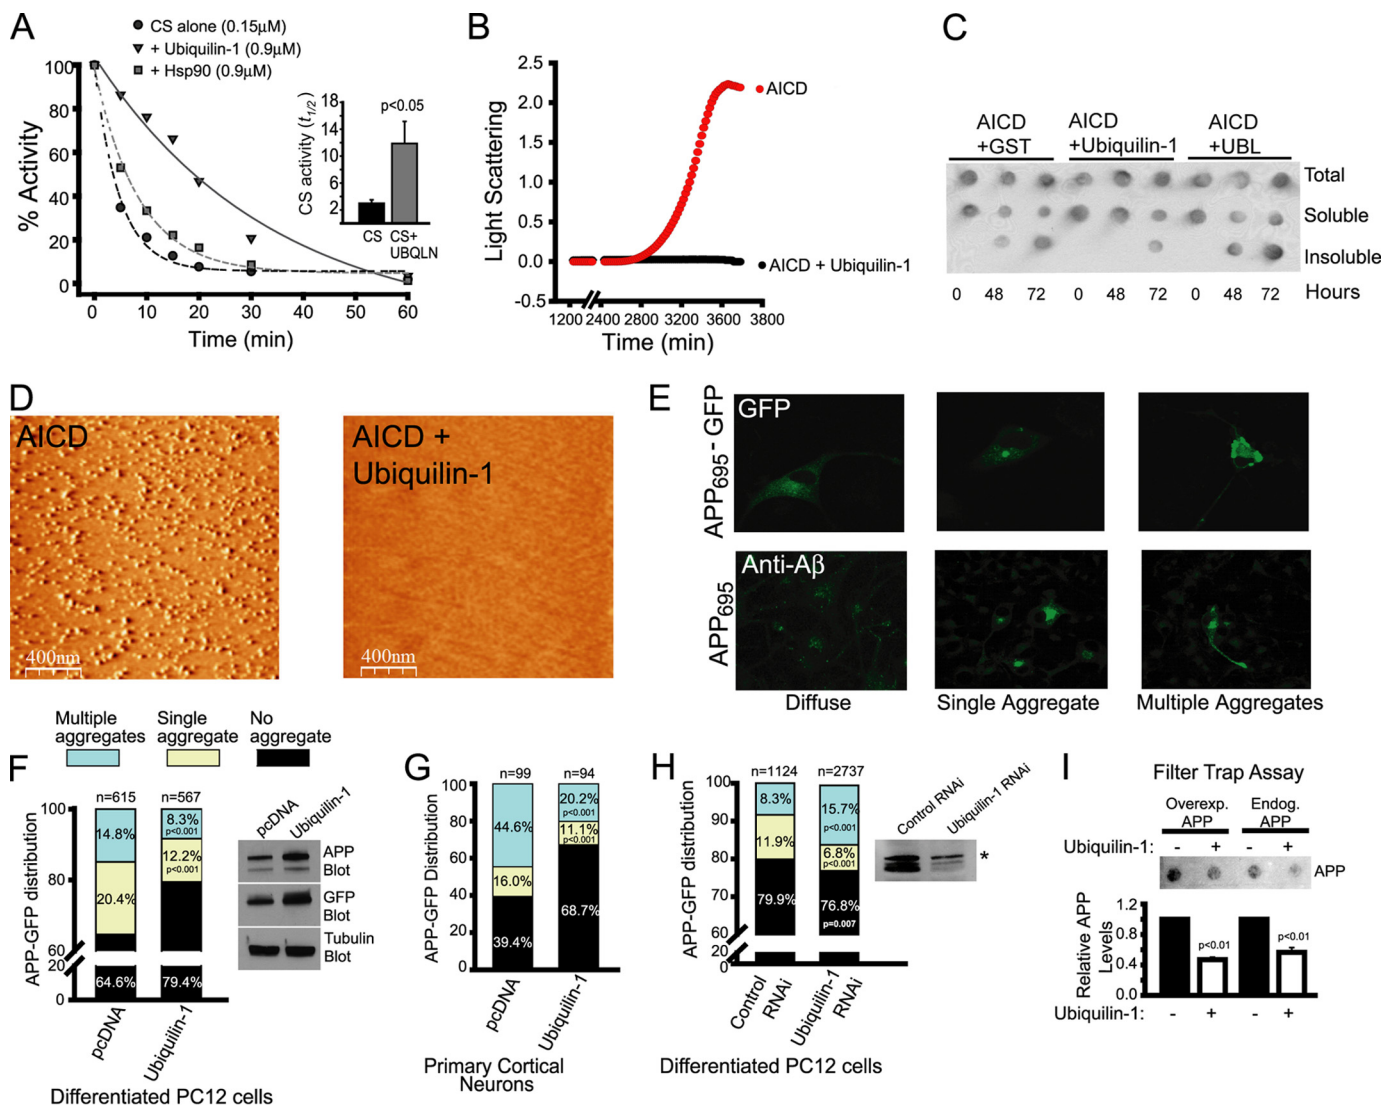 A
CS alone (0.15µM)
+ Ubiquilin-1 (0.9µM)
+ Hsp90 (0.9µM)
% Activity
100
80
60
40
20
0
0 10 20 30 40 50 60
Time (min)
CS activity (t1/2)
18
14
10
6
2
p<0.05
CS
CS+
UBQLN
B
Light Scattering
2.5
2.0
1.5
1.0
0.5
0.0
-0.5
AICD
AICD + Ubiquilin-1
1200 2400 2800 3200 3600 3800
Time (min)
C
AICD
+GST
AICD
+Ubiquilin-1
AICD
+UBL
Total
Soluble
Insoluble
0 48 72 0 48 72 0 48 72 Hours
D
AICD
400nm
AICD +
Ubiquilin-1
400nm
E
APP695- GFP
GFP
APP695
Anti-Aβ
Diffuse
Single Aggregate
Multiple Aggregates
Multiple
aggregates
Single
aggregate
No
aggregate
F
APP-GFP distribution
100
80
60
20
0
n=615
n=567
14.8%
20.4%
64.6%
8.3%
p<0.001
12.2%
p<0.001
79.4%
pcDNA
Ubiquilin-1
Differentiated PC12 cells
pcDNA
Ubiquilin-1
APP
Blot
GFP
Blot
Tubulin
Blot
G
APP-GFP Distribution
100
80
60
40
20
0
n=99
n=94
44.6%
16.0%
39.4%
20.2%
p<0.001
11.1%
p<0.001
68.7%
pcDNA
Ubiquilin-1
Primary Cortical
Neurons
H
APP-GFP distribution
100
80
60
20
0
n=1124
n=2737
8.3%
11.9%
79.9%
15.7%
p<0.001
6.8%
p<0.001
76.8%
p=0.007
Control
RNAi
Ubiquilin-1
RNAi
Differentiated PC12 cells
Control RNAi
Ubiquilin-1 RNAi
*
I
Filter Trap Assay
Overexp.
APP
Endog.
APP
Ubiquilin-1: - + - +
APP
Relative APP
Levels
1.2
0.8
0.4
0.0
p<0.01
p<0.01
Ubiquilin-1: - + - +